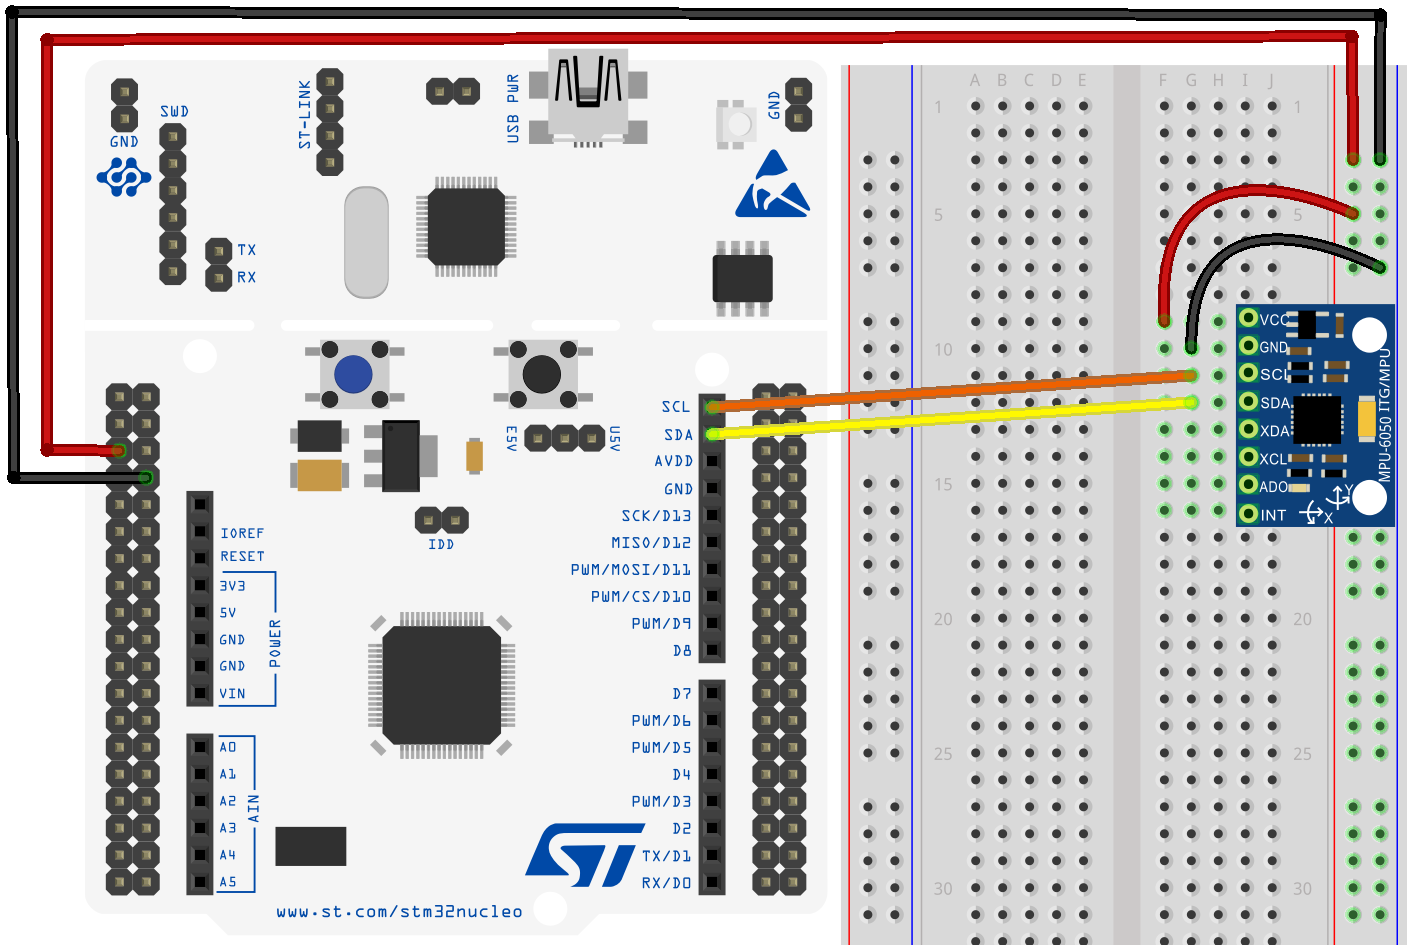 GND
SWD
TX
RX
ST-LINK
USB PWR
GND
SCL
SDA
AVDD
GND
SCK/D13
MISO/D12
PWM/MOSI/D11
PWM/CS/D10
PWM/D9
D8
E5V
U5V
IDD
IOREF
RESET
3V3
5V
GND
GND
VIN
POWER
A0
A1
A2
A3
A4
A5
AIN
D7
PWM/D6
PWM/D5
D4
PWM/D3
D2
TX/D1
RX/D0
ST
www.st.com/stm32nucleo
A B C D E F G H I J
1 1
5 5
10
15
20 20
25 25
30 30
VCC
GND
SCL
SDA
XDA
XCL
ADO
INT
MPU-6050 ITG/MPU
Y
X